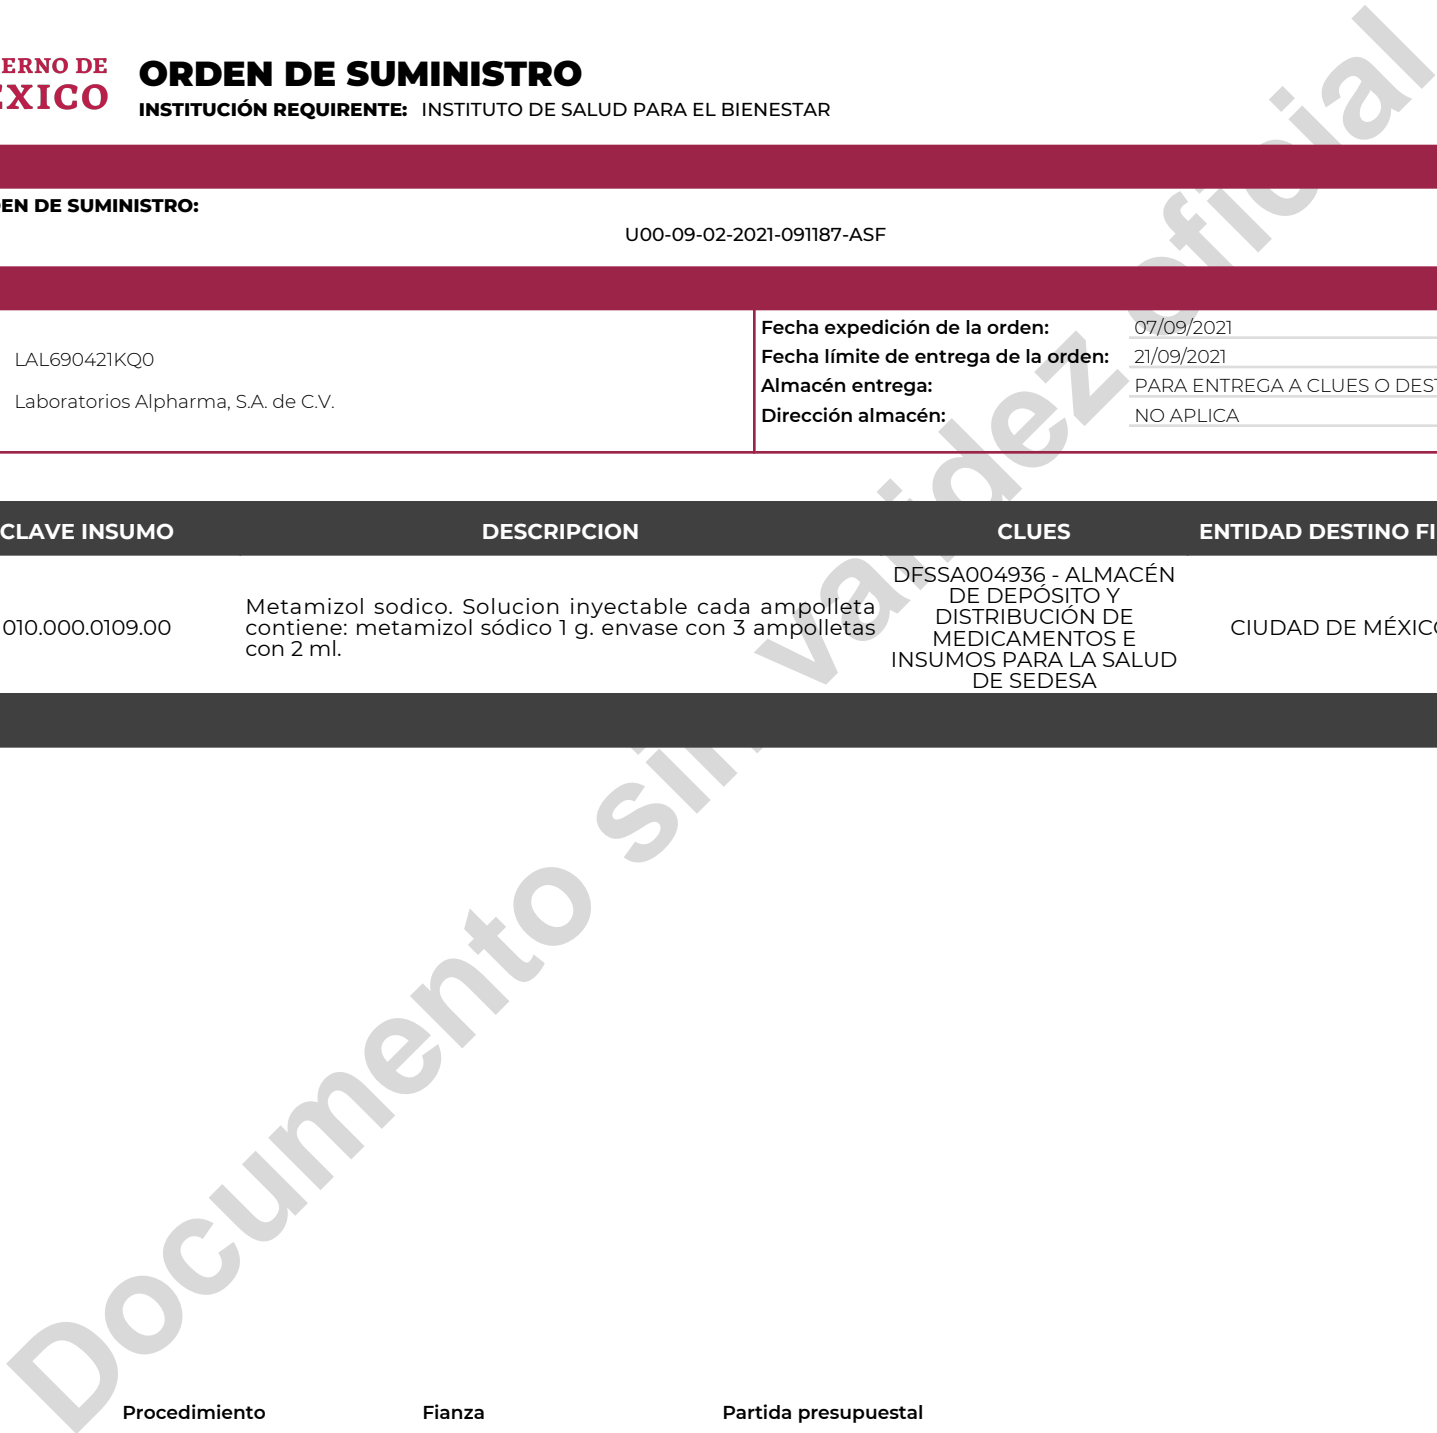 ERNO DE
ÉXICO
ORDEN DE SUMINISTRO
INSTITUCIÓN REQUIRENTE: INSTITUTO DE SALUD PARA EL BIENESTAR
EN DE SUMINISTRO:
U00-09-02-2021-091187-ASF
LAL690421KQ0
Laboratorios Alpharma, S.A. de C.V.
Fecha expedición de la orden: 07/09/2021
Fecha límite de entrega de la orden: 21/09/2021
Almacén entrega: PARA ENTREGA A CLUES O DEST
Dirección almacén: NO APLICA
CLAVE INSUMO DESCRIPCION CLUES ENTIDAD DESTINO FI
010.000.0109.00
Metamizol sodico. Solucion inyectable cada ampolleta
contiene: metamizol sódico 1 g. envase con 3 ampolletas
con 2 ml.
DFSSA004936 - ALMACÉN
DE DEPÓSITO Y
DISTRIBUCIÓN DE
MEDICAMENTOS E
INSUMOS PARA LA SALUD
DE SEDESA
CIUDAD DE MÉXICO
Documento sin validez oficial
Procedimiento Fianza Partida presupuestal